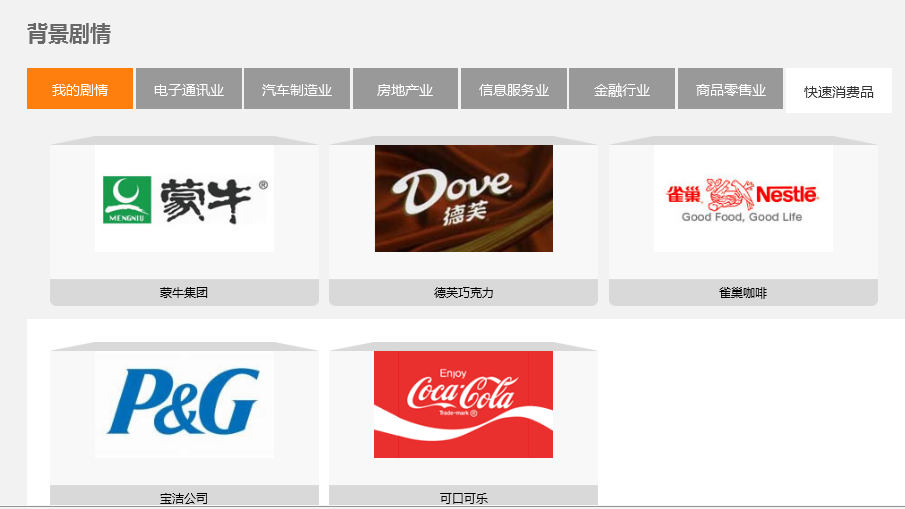 背景剧情
我的剧情 电子通讯业 汽车制造业 房地产业 信息服务业 金融行业 商品零售业 快速消费品
蒙牛®
MENGNIU
Dove
德芙
雀巢 Nestlé
Good Food, Good Life
蒙牛集团 德芙巧克力 雀巢咖啡
P&G
Enjoy
Coca-Cola
Trade-mark®
宝洁公司 可口可乐